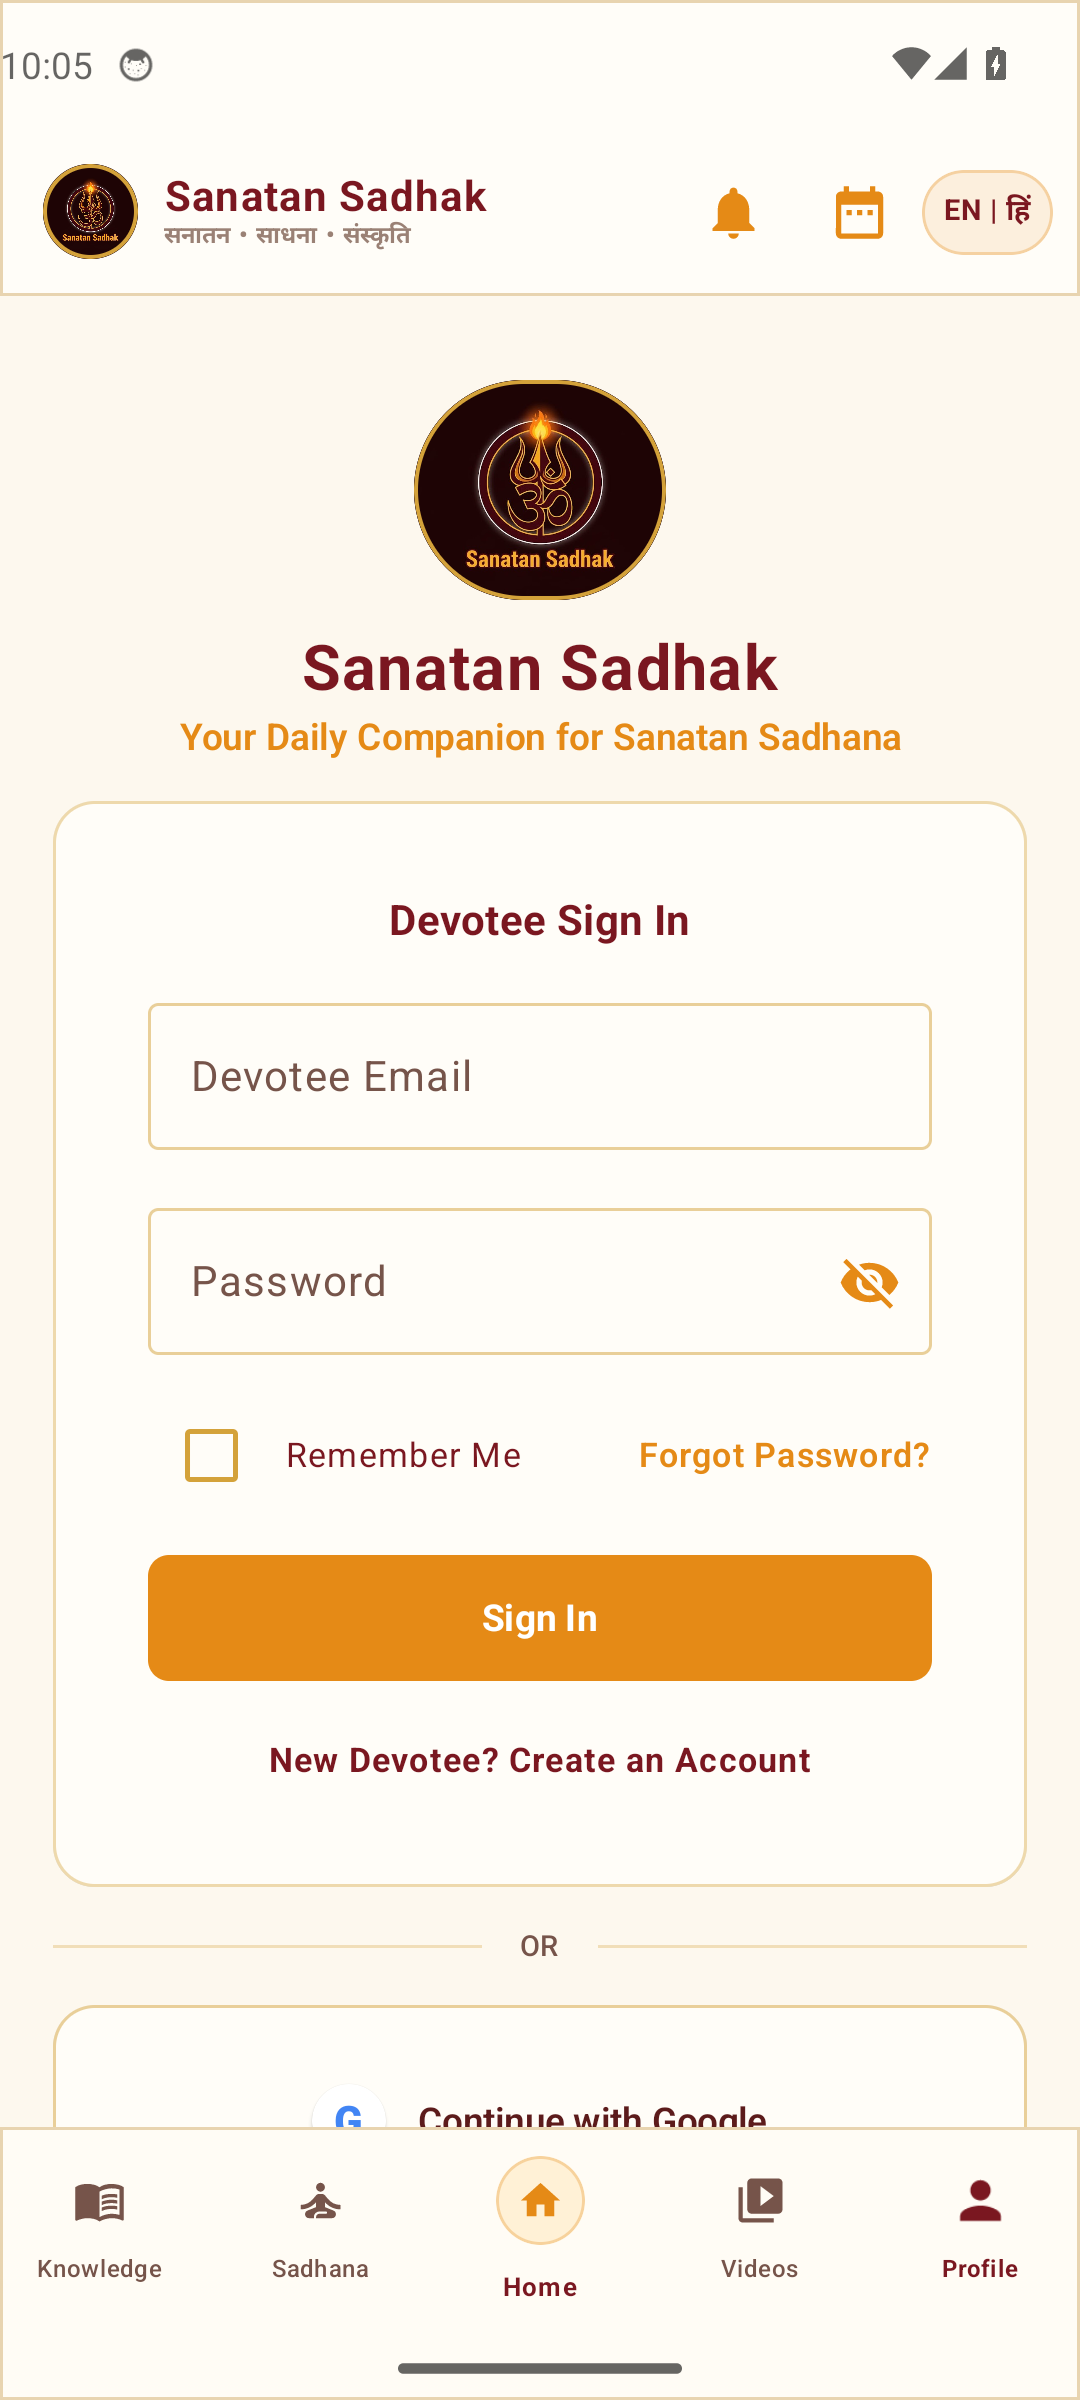 10:05
Sanatan Sadhak
सनातन • साधना • संस्कृति
EN | हिं
Sanatan Sadhak
Sanatan Sadhak
Sanatan Sadhak
Your Daily Companion for Sanatan Sadhana
Devotee Sign In
Devotee Email
Password
Remember Me
Forgot Password?
Sign In
New Devotee? Create an Account
OR
G Continue with Google
Knowledge
Sadhana
Home
Videos
Profile